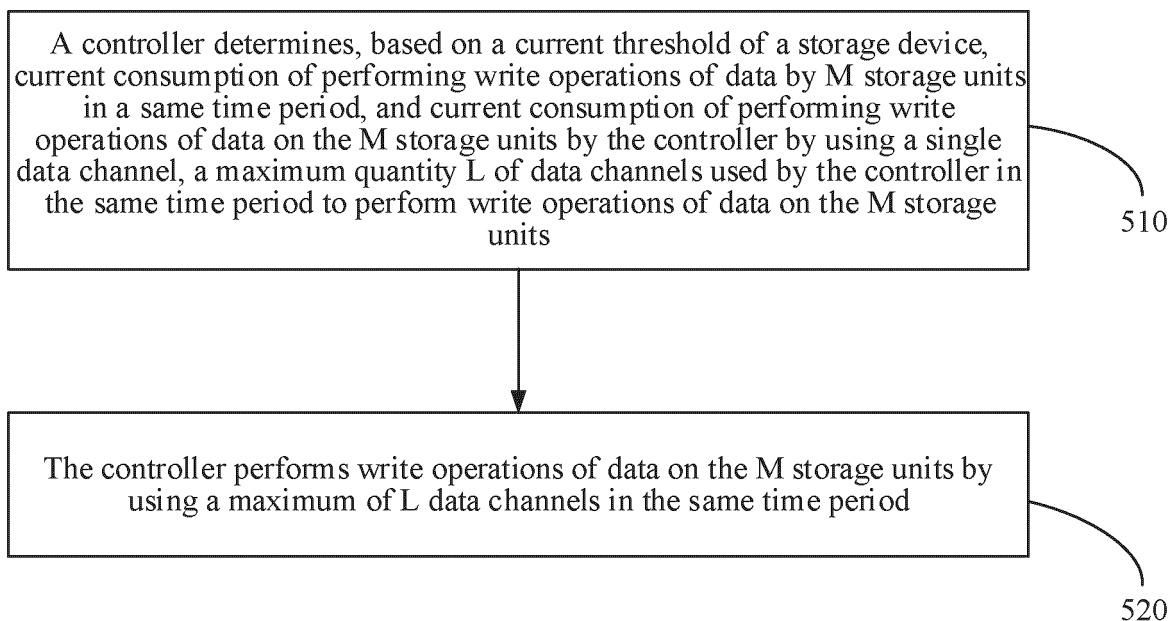 A controller determines, based on a current threshold of a storage device,
current consumption of performing write operations of data by M storage units
in a same time period, and current consumption of performing write
operations of data on the M storage units by the controller by using a single
data channel, a maximum quantity L of data channels used by the controller in
the same time period to perform write operations of data on the M storage
units
510
The controller performs write operations of data on the M storage units by
using a maximum of L data channels in the same time period
520